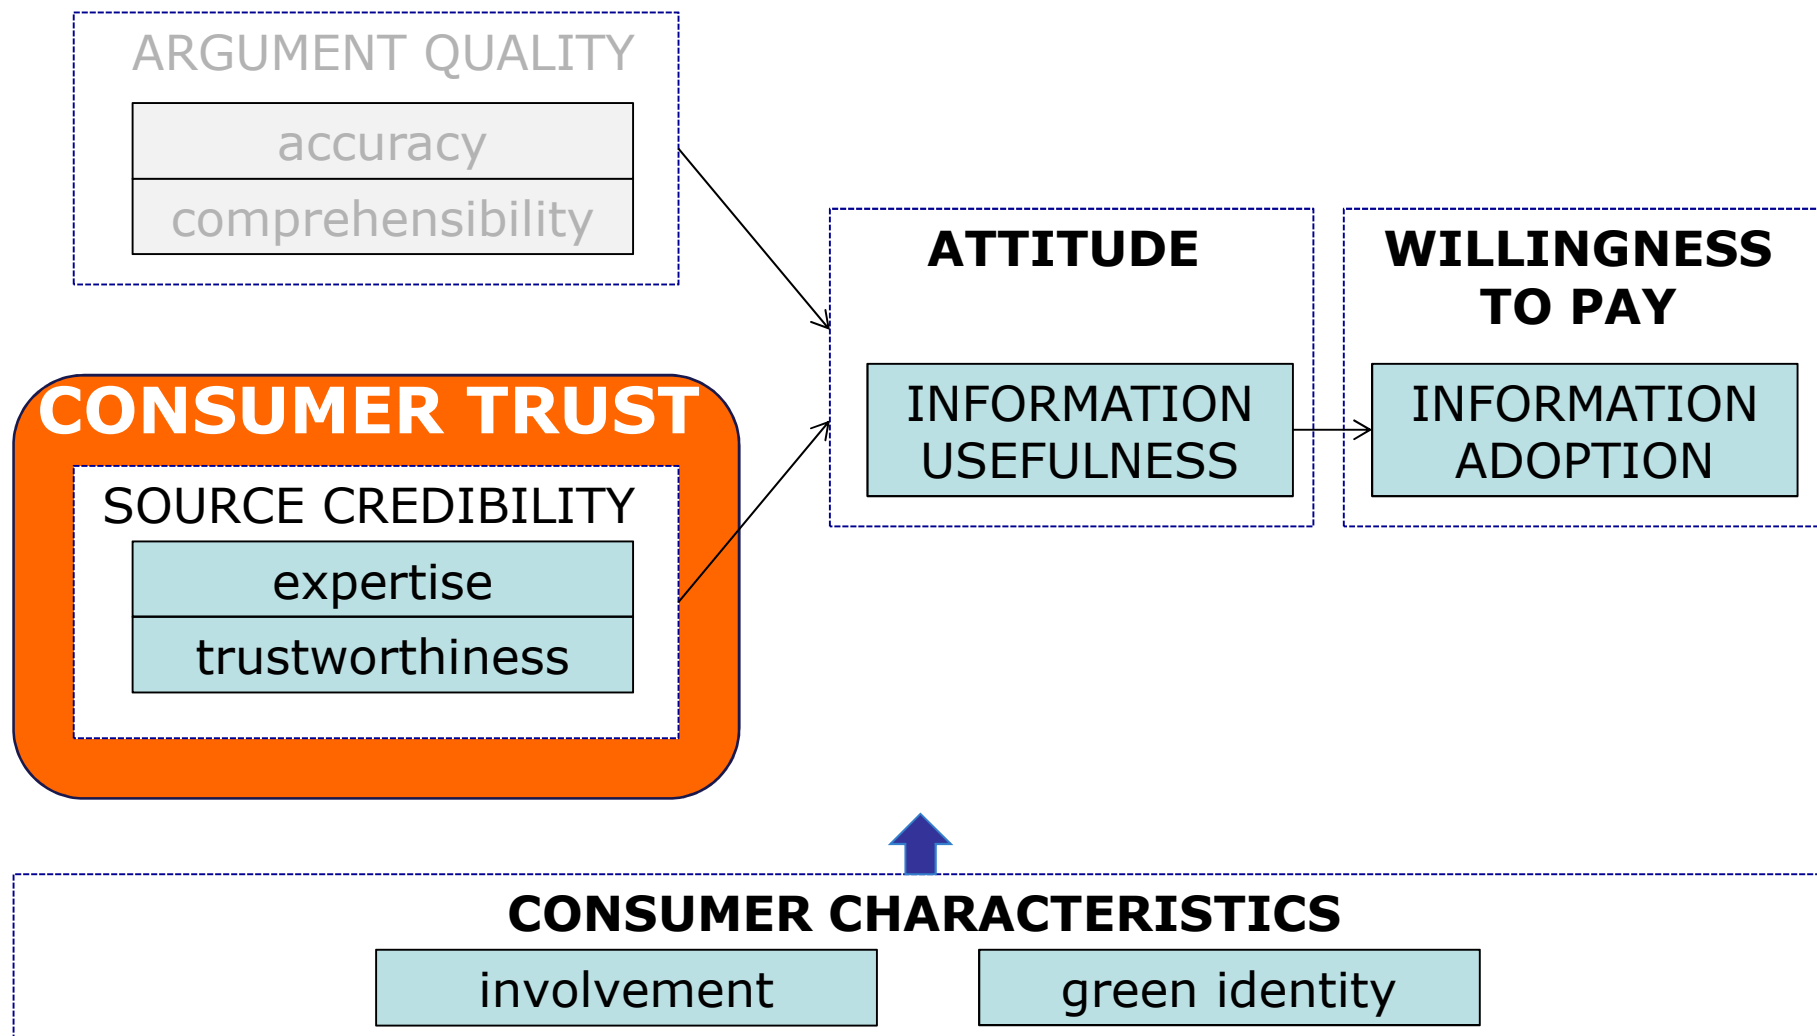 ARGUMENT QUALITY
accuracy
comprehensibility
CONSUMER TRUST
SOURCE CREDIBILITY
expertise
trustworthiness
ATTITUDE
INFORMATION
USEFULNESS
WILLINGNESS
TO PAY
INFORMATION
ADOPTION
CONSUMER CHARACTERISTICS
involvement
green identity